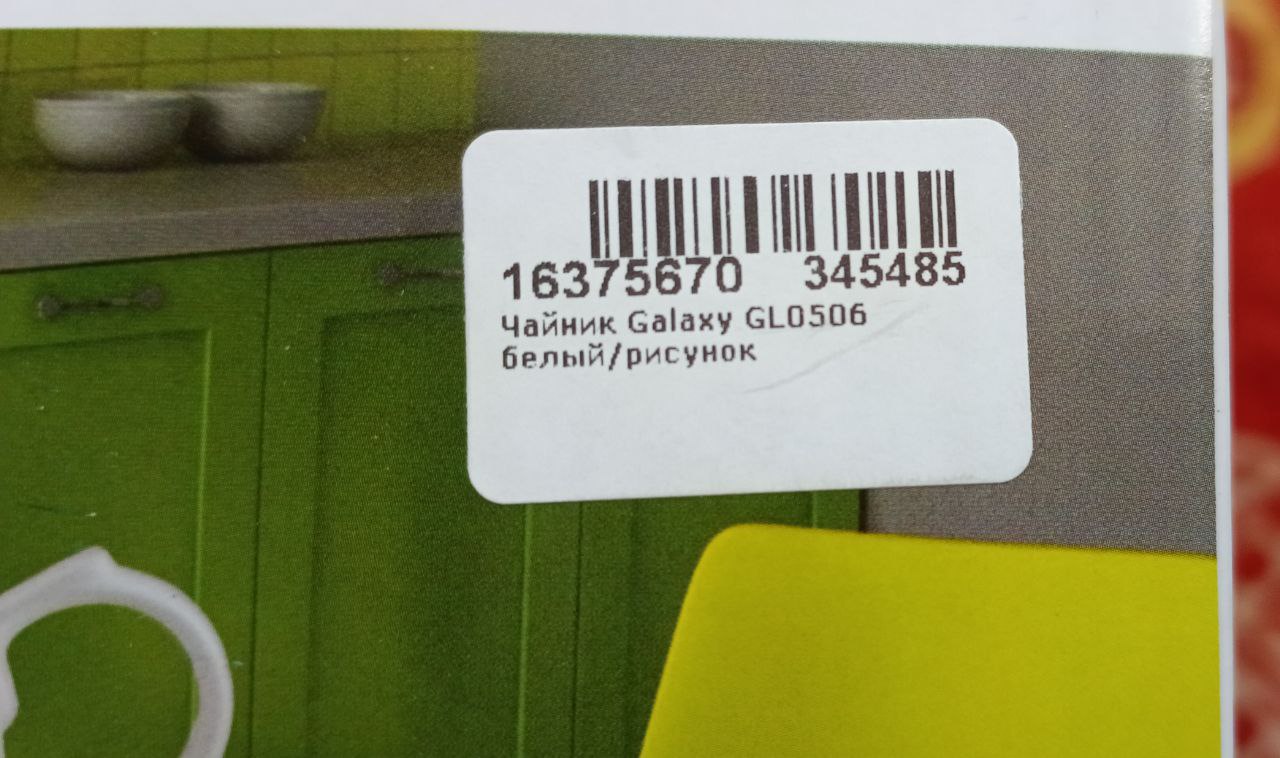 16375670 345485
Чайник Galaxy GL0506
белый/рисунок